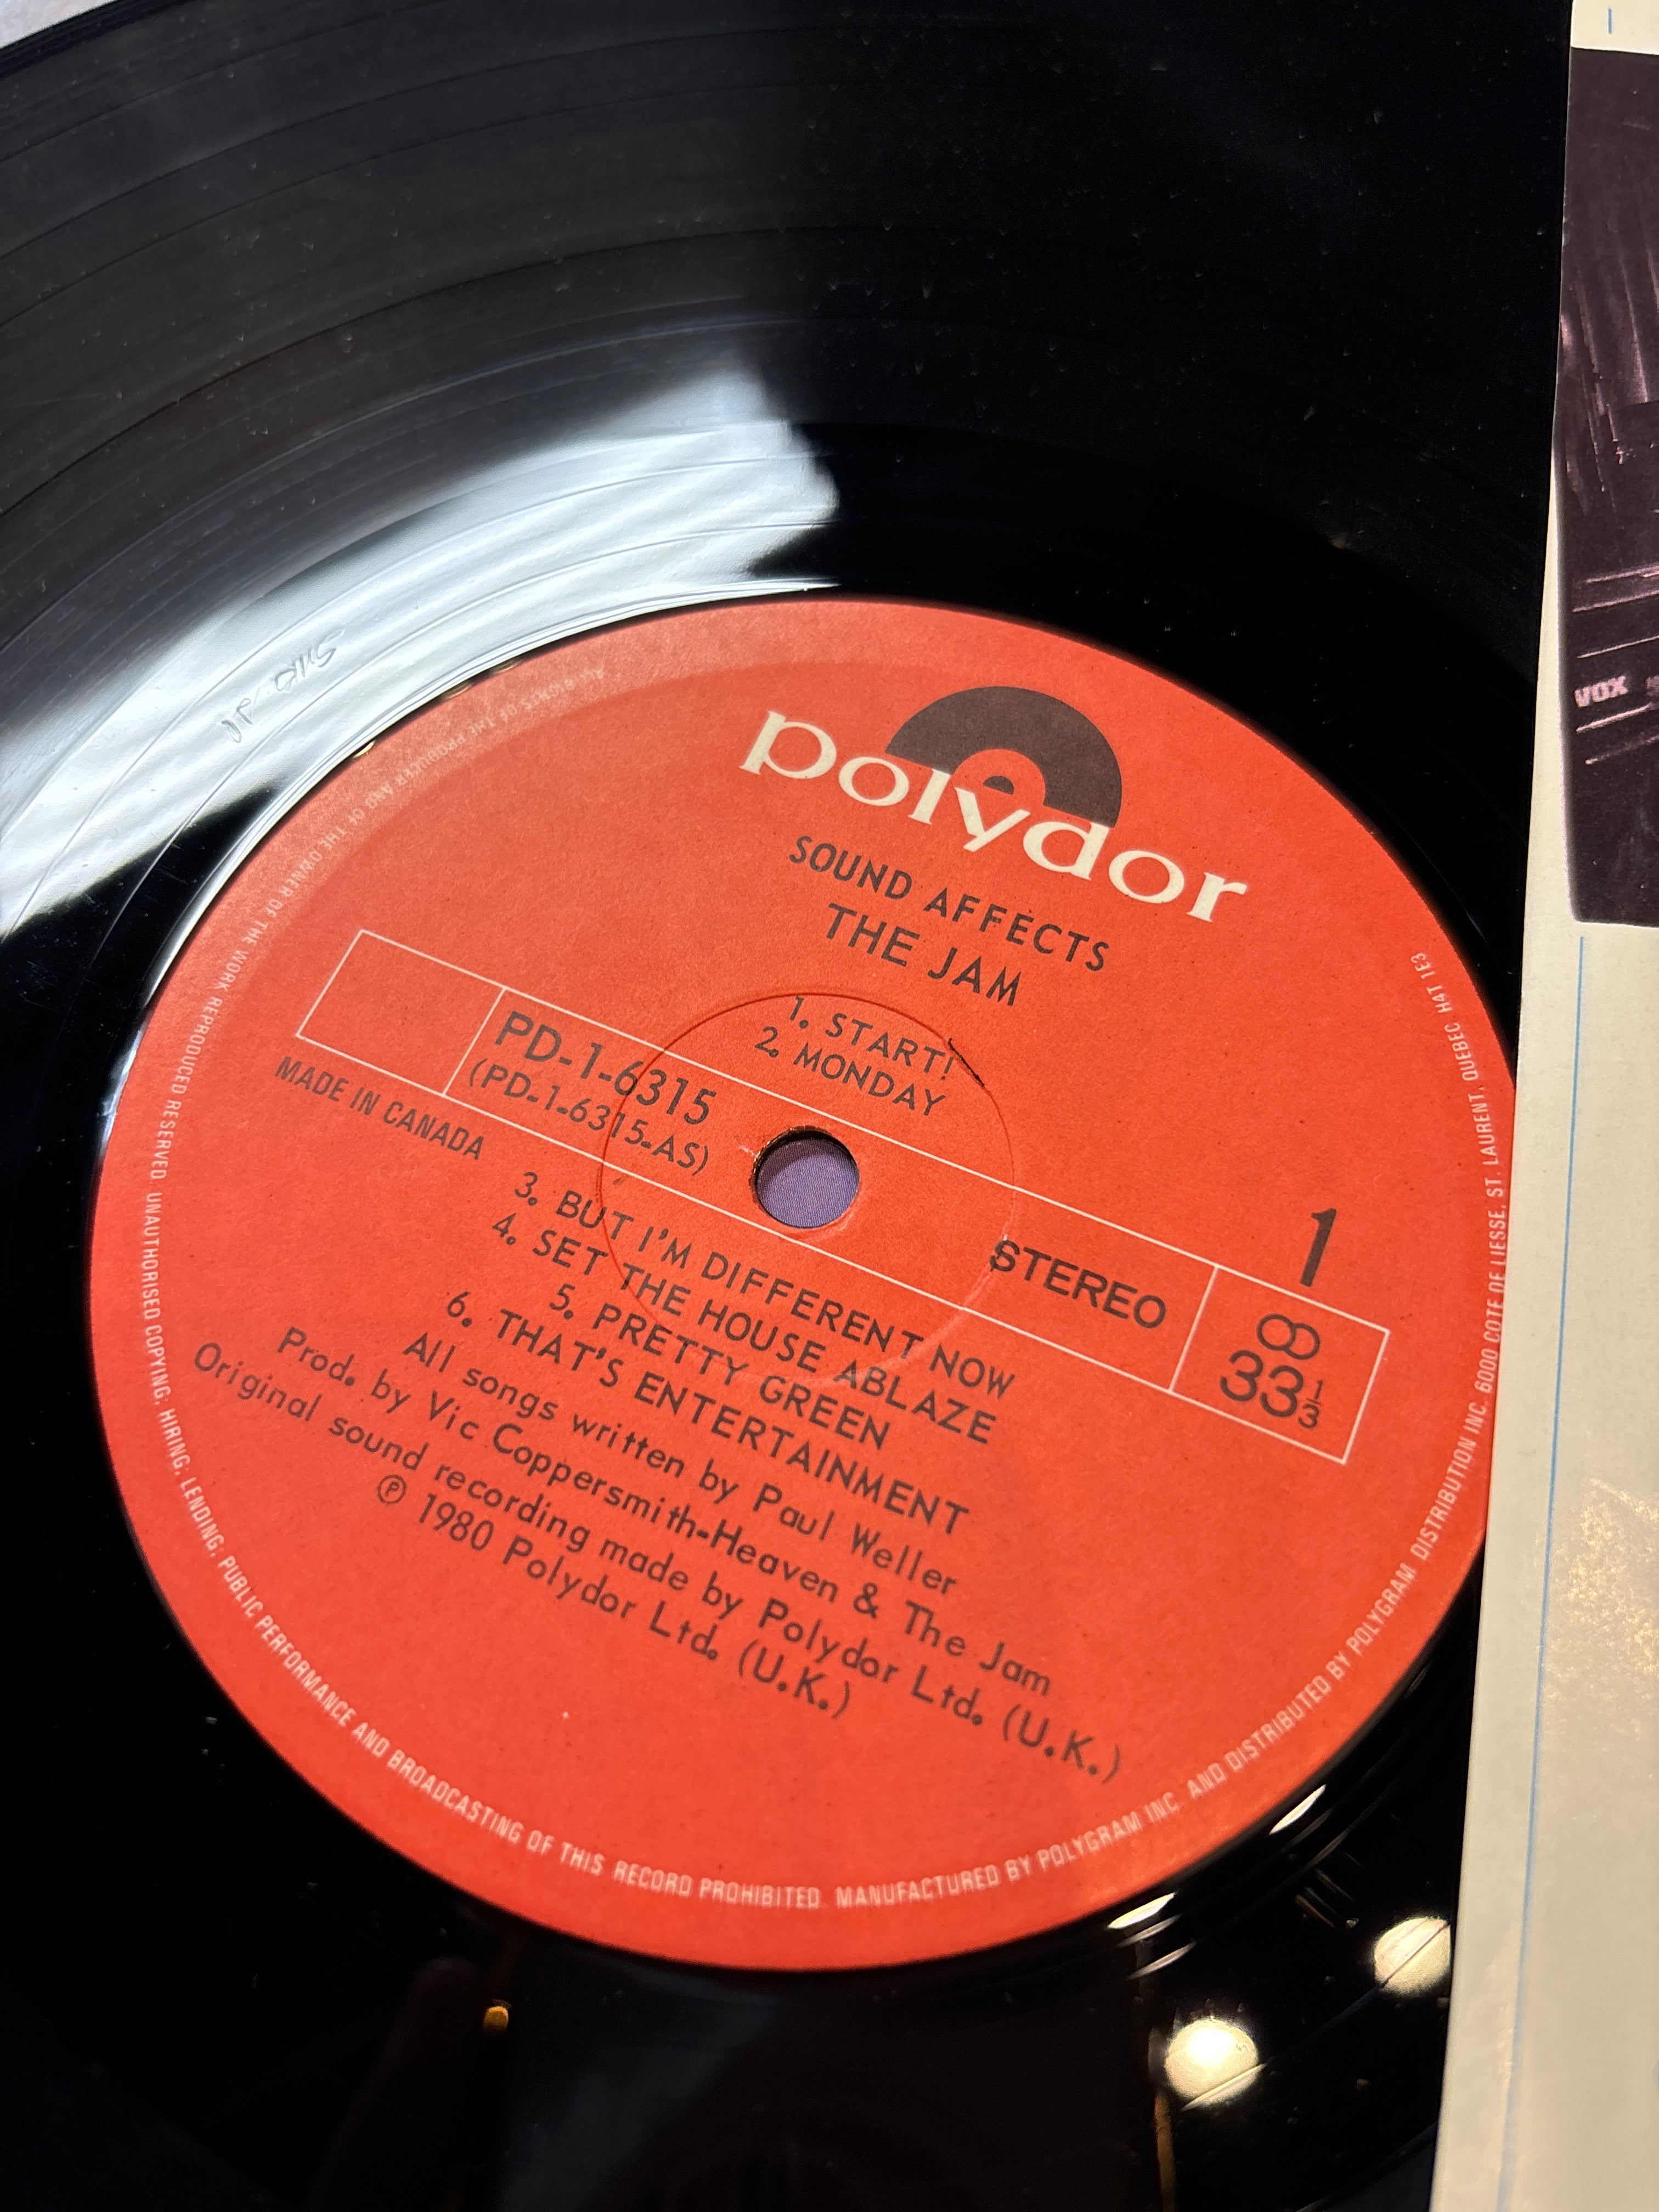 polydor
SOUND AFFECTS
THE JAM
1. START!
2. MONDAY
PD-1-6315
(PD-1-6315-AS)
MADE IN CANADA
STEREO
1
33⅓
3. BUT I'M DIFFERENT NOW
4. SET THE HOUSE ABLAZE
5. PRETTY GREEN
6. THAT'S ENTERTAINMENT
All songs written by Paul Weller
Prod. by Vic Coppersmith-Heaven & The Jam
Original sound recording made by Polydor Ltd. (U.K.)
℗ 1980 Polydor Ltd. (U.K.)
ALL RIGHTS OF THE PRODUCER AND OF THE OWNER OF THE WORK REPRODUCED RESERVED. UNAUTHORISED COPYING; HIRING; LENDING; PUBLIC PERFORMANCE AND BROADCASTING OF THIS RECORD PROHIBITED. MANUFACTURED BY POLYGRAM INC. AND DISTRIBUTED BY POLYGRAM DISTRIBUTION INC. 6000 COTE DE LIESSE, ST. LAURENT, QUEBEC H4T 1E3
VOX